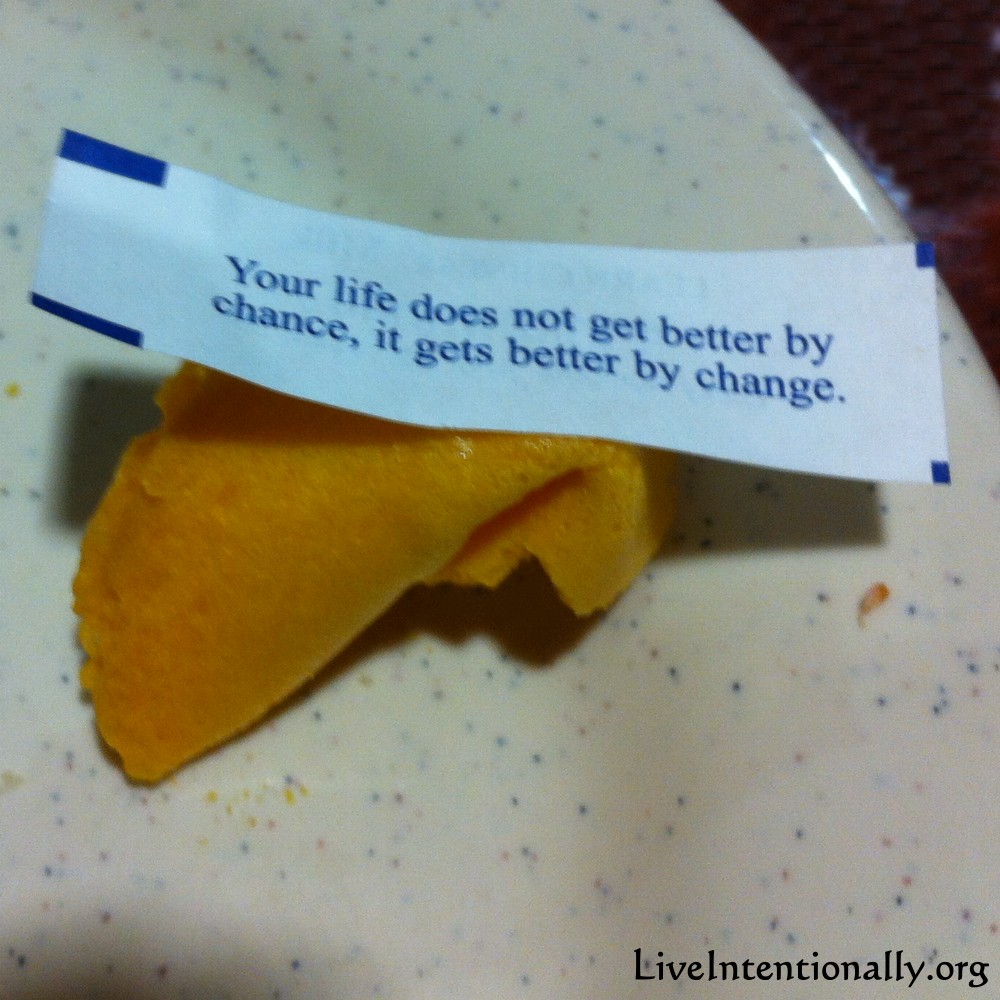 Your life does not get better by
chance, it gets better by change.
LiveIntentionally.org